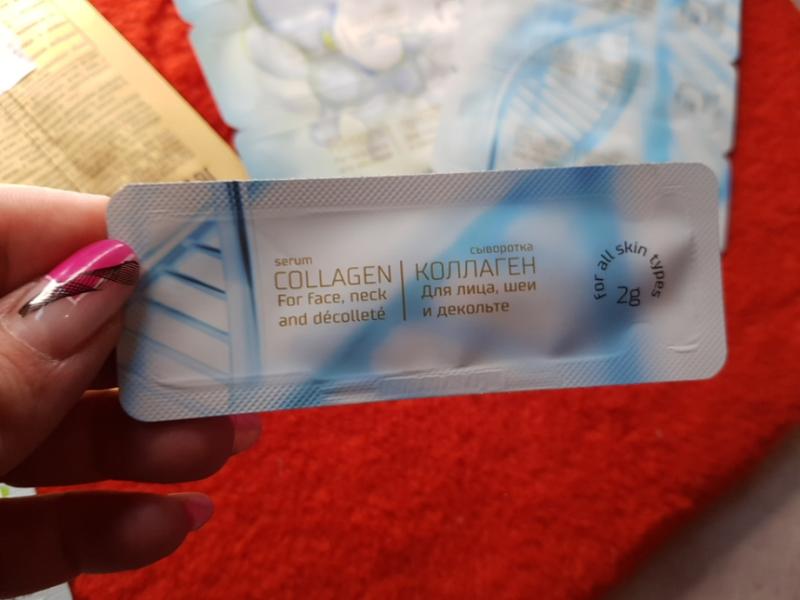 serum
COLLAGEN
For face, neck
and décolleté
сыворотка
КОЛЛАГЕН
Для лица, шеи
и декольте
for all skin types
2g